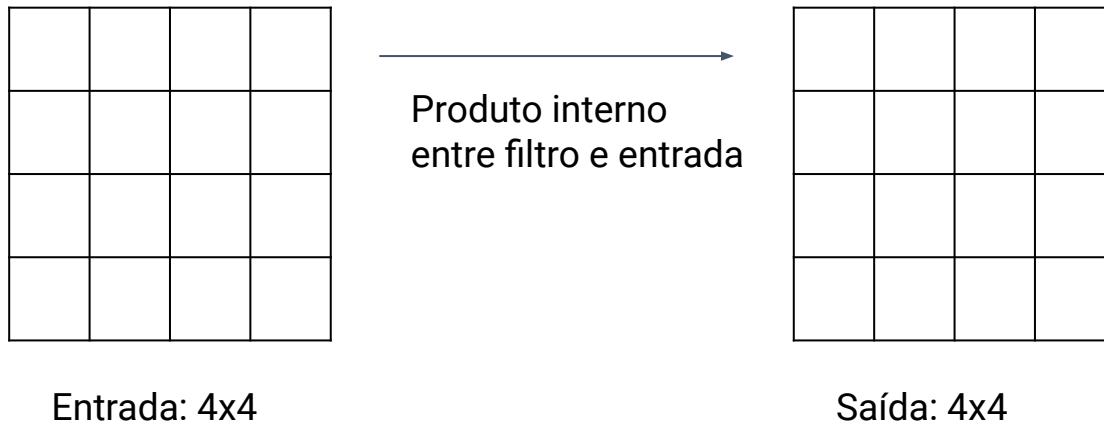 Produto interno
entre filtro e entrada
Entrada: 4x4
Saída: 4x4